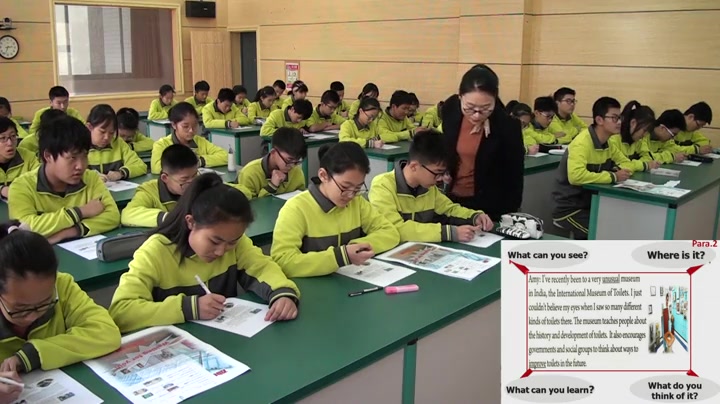 Para.2
What can you see?
Where is it?
Amy: I've recently been to a very unusual museum
in India, the International Museum of Toilets. I just
couldn't believe my eyes when I saw so many different
kinds of toilets there. The museum teaches people about
the history and development of toilets. It also encourages
governments and social groups to think about ways to
improve toilets in the future.
What can you learn?
What do you
think of it?